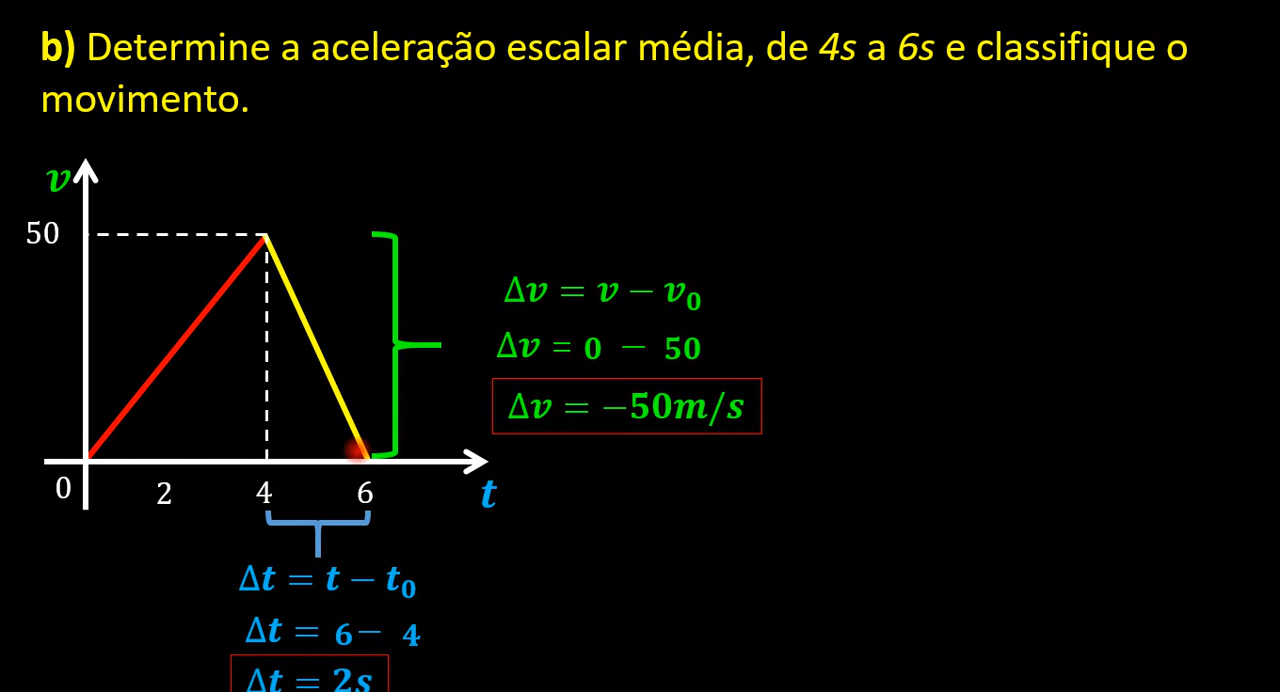 b) Determine a aceleração escalar média, de 4s a 6s e classifique o
movimento.
v
50
Δv = v − v₀
Δv = 0 − 50
Δv = −50m/s
0 2 4 6 t
Δt = t − t₀
Δt = 6 − 4
Δt = 2s